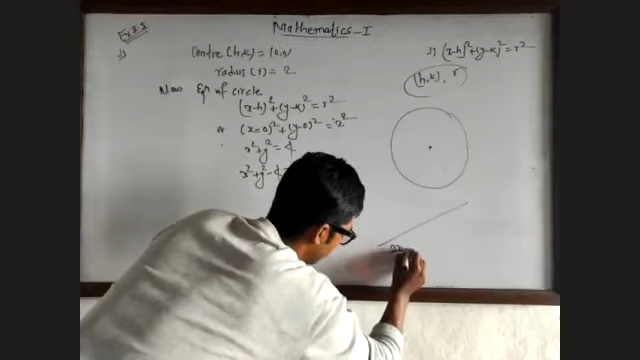 Ex 8.5
Mathematics-I
1)
Centre (h,k) = (0,0)
radius (r) = 2
Now Eqn of circle
(x-h)²+(y-k)²=r²
or (x-0)²+(y-0)²=2²
x²+y²=4
x²+y²-4=
1) (x-h)²+(y-k)²=r²
(h,k), r